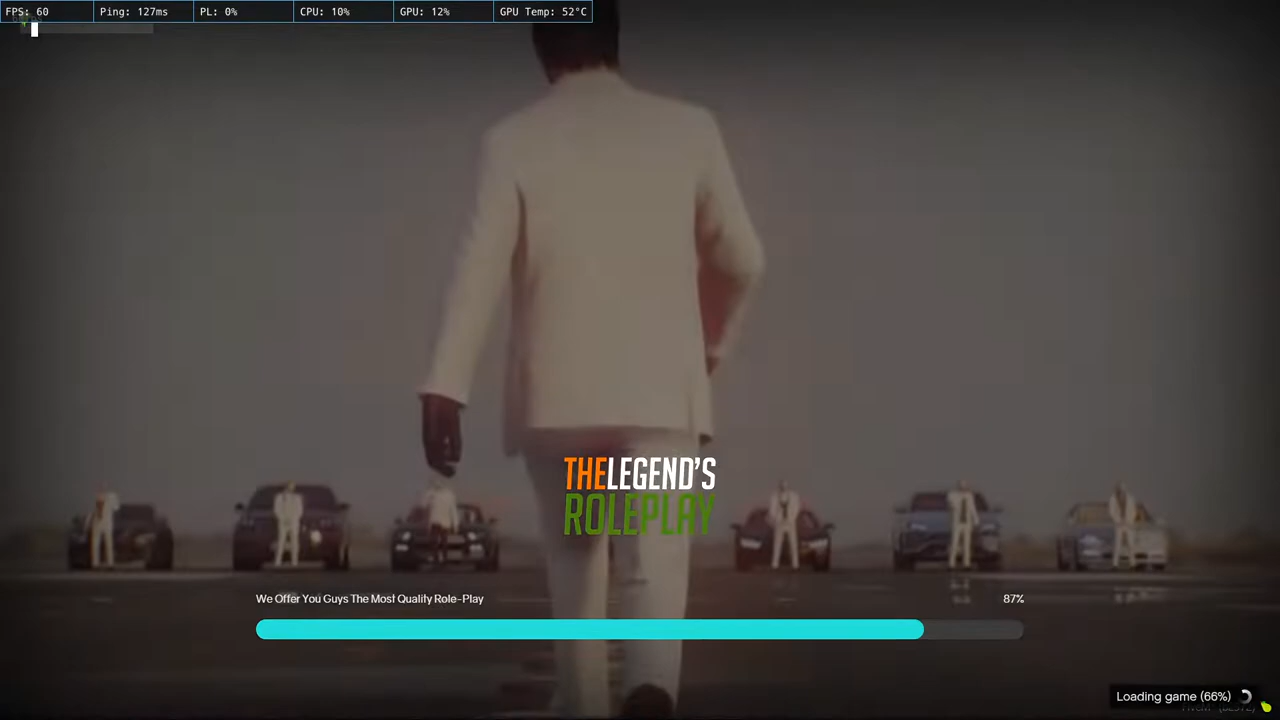 FPS: 60 Ping: 127ms PL: 0% CPU: 10% GPU: 12% GPU Temp: 52°C
THELEGEND'S
ROLEPLAY
We Offer You Guys The Most Quality Role-Play 87%
Loading game (66%)